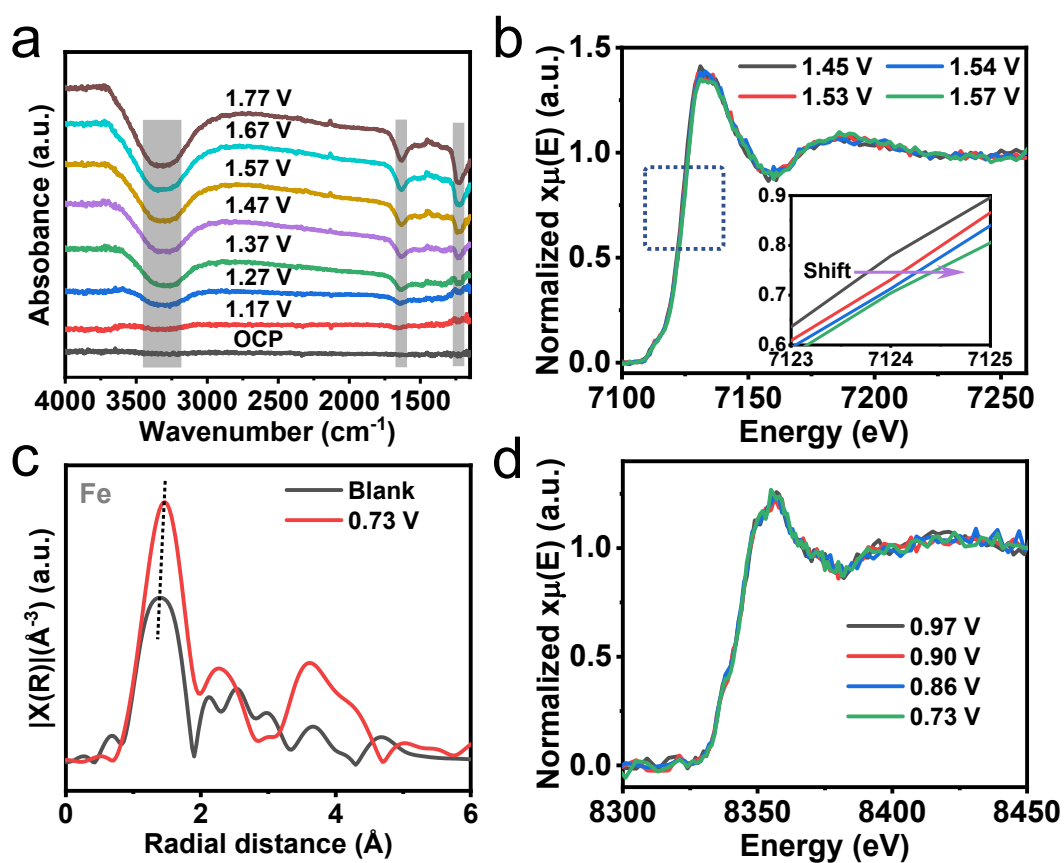 a
1.77 V
1.67 V
1.57 V
1.47 V
1.37 V
1.27 V
1.17 V
OCP
4000 3500 3000 2500 2000 1500
Wavenumber (cm⁻¹)
Absorbance (a.u.)
b
1.45 V 1.54 V
1.53 V 1.57 V
1.5
1.0
0.5
0.0
7100 7150 7200 7250
Energy (eV)
Normalized xμ(E) (a.u.)
0.9
0.8
0.7
0.6
Shift
7123 7124 7125
c
Fe
Blank
0.73 V
0 2 4 6
Radial distance (Å)
|X(R)|(Å⁻³) (a.u.)
d
0.97 V
0.90 V
0.86 V
0.73 V
1.0
0.5
0.0
8300 8350 8400 8450
Energy (eV)
Normalized xμ(E) (a.u.)